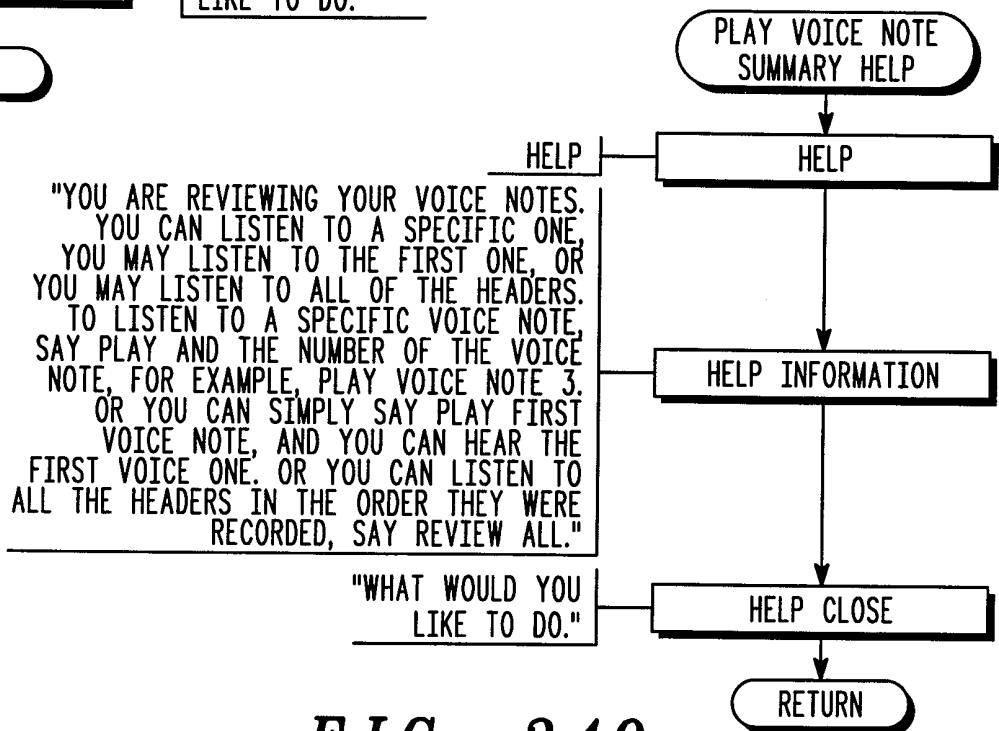 LIKE TO DO."
PLAY VOICE NOTE
SUMMARY HELP
HELP
HELP
"YOU ARE REVIEWING YOUR VOICE NOTES.
YOU CAN LISTEN TO A SPECIFIC ONE,
YOU MAY LISTEN TO THE FIRST ONE, OR
YOU MAY LISTEN TO ALL OF THE HEADERS.
TO LISTEN TO A SPECIFIC VOICE NOTE,
SAY PLAY AND THE NUMBER OF THE VOICE
NOTE, FOR EXAMPLE, PLAY VOICE NOTE 3.
OR YOU CAN SIMPLY SAY PLAY FIRST
VOICE NOTE, AND YOU CAN HEAR THE
FIRST VOICE ONE. OR YOU CAN LISTEN TO
ALL THE HEADERS IN THE ORDER THEY WERE
RECORDED, SAY REVIEW ALL."
HELP INFORMATION
"WHAT WOULD YOU
LIKE TO DO."
HELP CLOSE
RETURN
FIG.